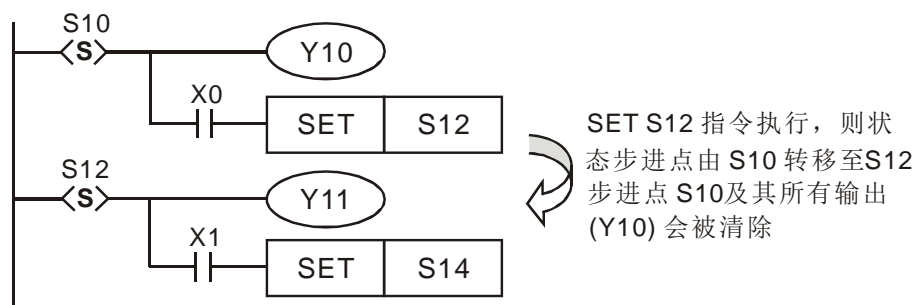 S10
S
Y10
X0
SET S12
S12
S
Y11
X1
SET S14
SET S12 指令执行，则状
态步进点由 S10 转移至S12
步进点 S10及其所有输出
(Y10) 会被清除